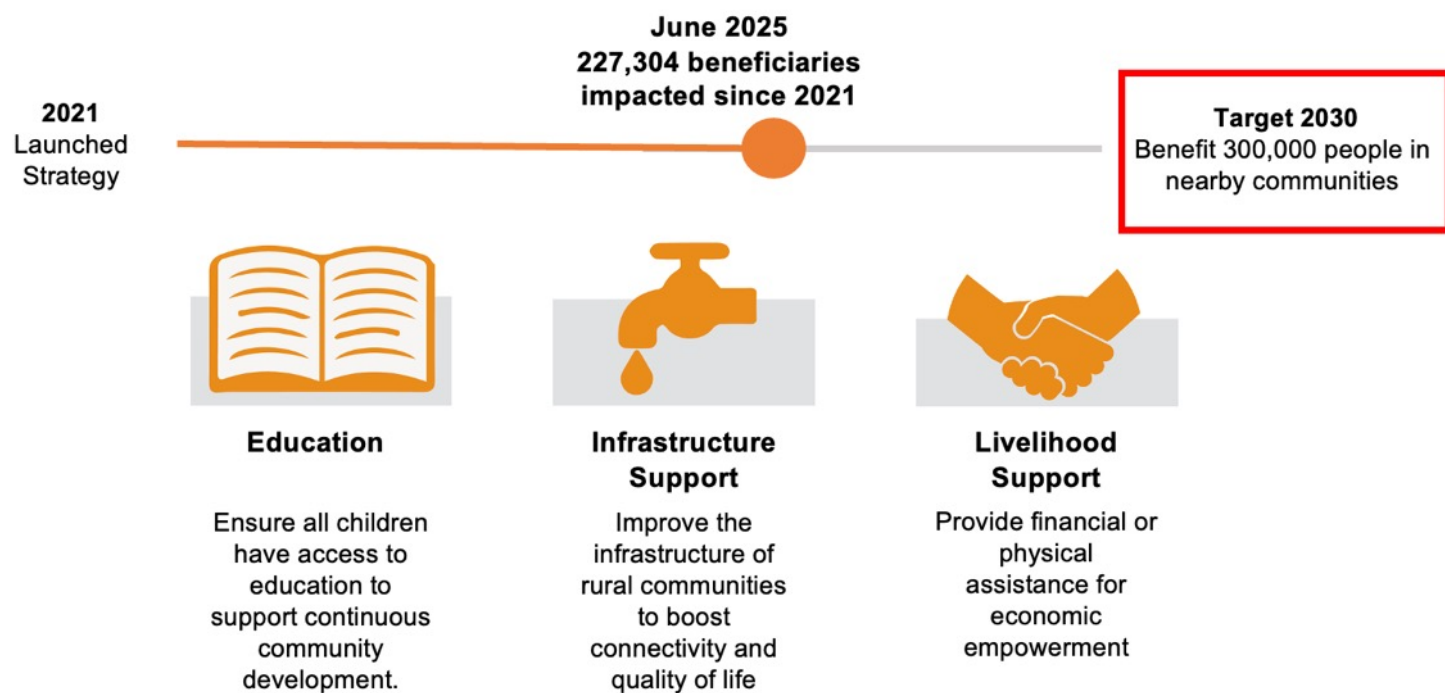 2021
Launched
Strategy
June 2025
227,304 beneficiaries
impacted since 2021
Target 2030
Benefit 300,000 people in
nearby communities
Education
Ensure all children
have access to
education to
support continuous
community
development.
Infrastructure
Support
Improve the
infrastructure of
rural communities
to boost
connectivity and
quality of life
Livelihood
Support
Provide financial or
physical
assistance for
economic
empowerment